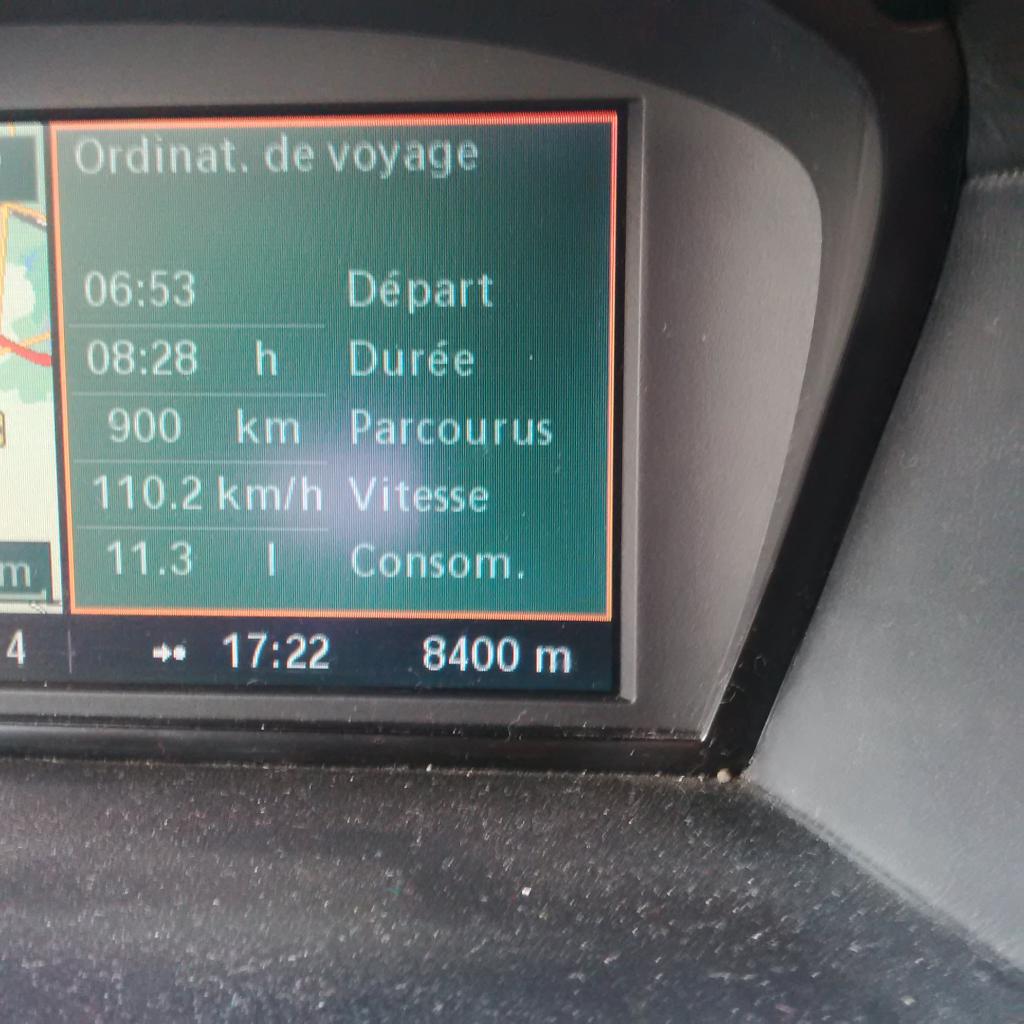 Ordinat. de voyage
06:53 Départ
08:28 h Durée
900 km Parcourus
110.2 km/h Vitesse
11.3 l Consom.
m
4 17:22 8400 m